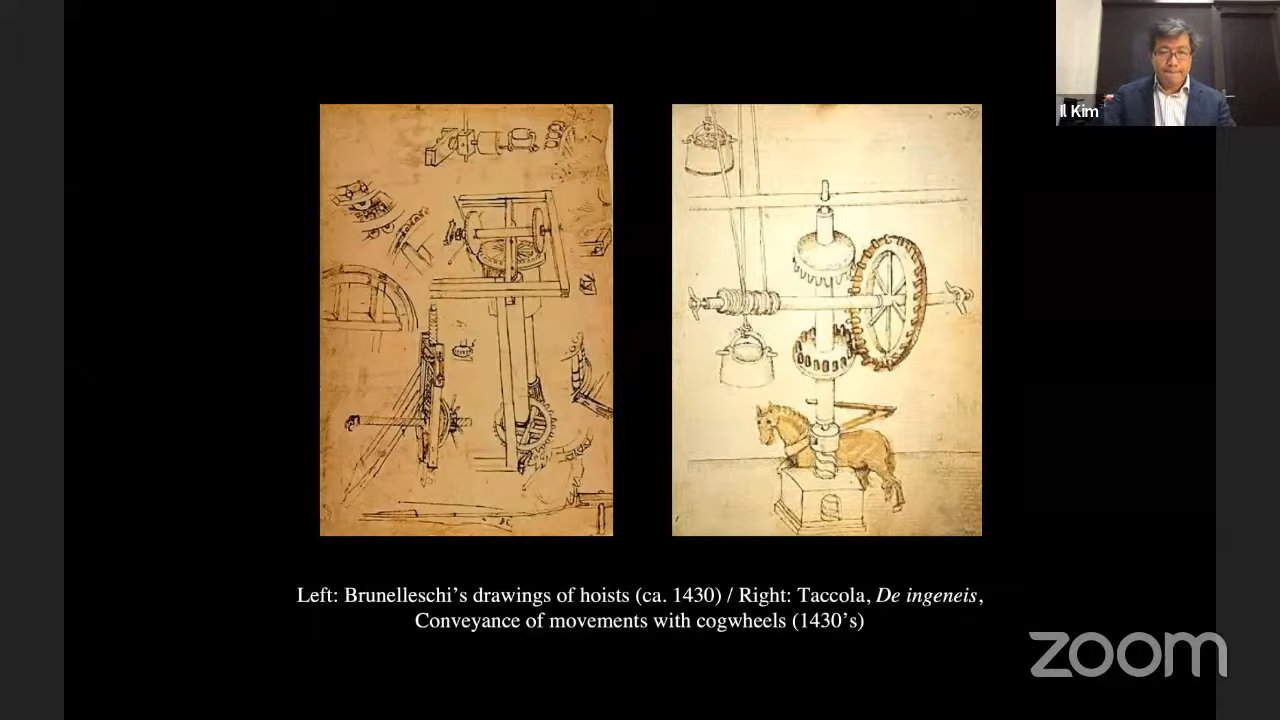 Il Kim
Left: Brunelleschi's drawings of hoists (ca. 1430) / Right: Taccola, De ingeneis,
Conveyance of movements with cogwheels (1430's)
zoom